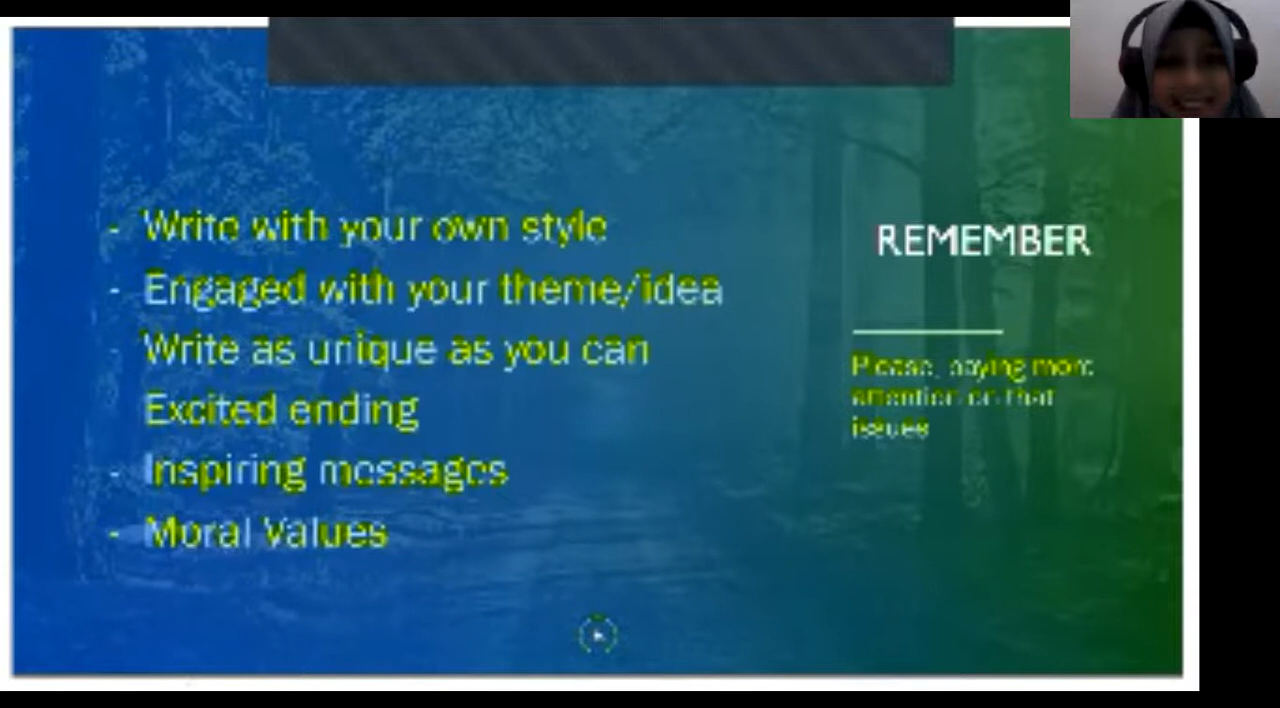 - Write with your own style
- Engaged with your theme/idea
- Write as unique as you can
Excited ending
- Inspiring messages
- Moral Values
REMEMBER
Please, paying more
attention on that
issues